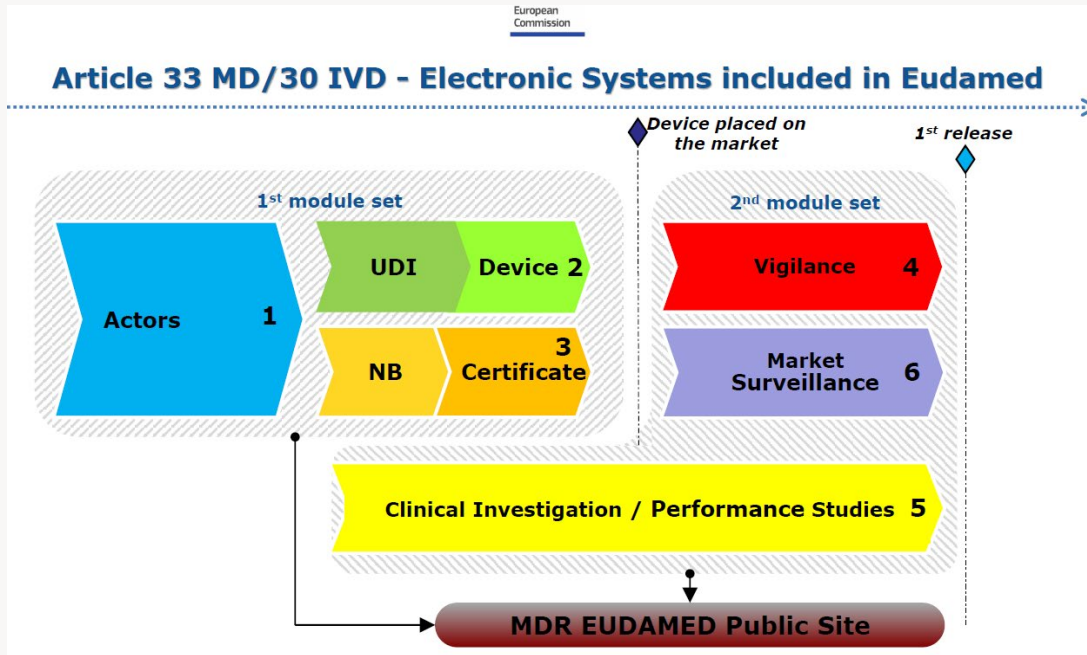 European
Commission
Article 33 MD/30 IVD - Electronic Systems included in Eudamed
Device placed on
the market
1st release
1st module set
2nd module set
UDI
Device 2
Vigilance 4
Actors 1
NB
3
Certificate
Market
Surveillance 6
Clinical Investigation / Performance Studies 5
MDR EUDAMED Public Site